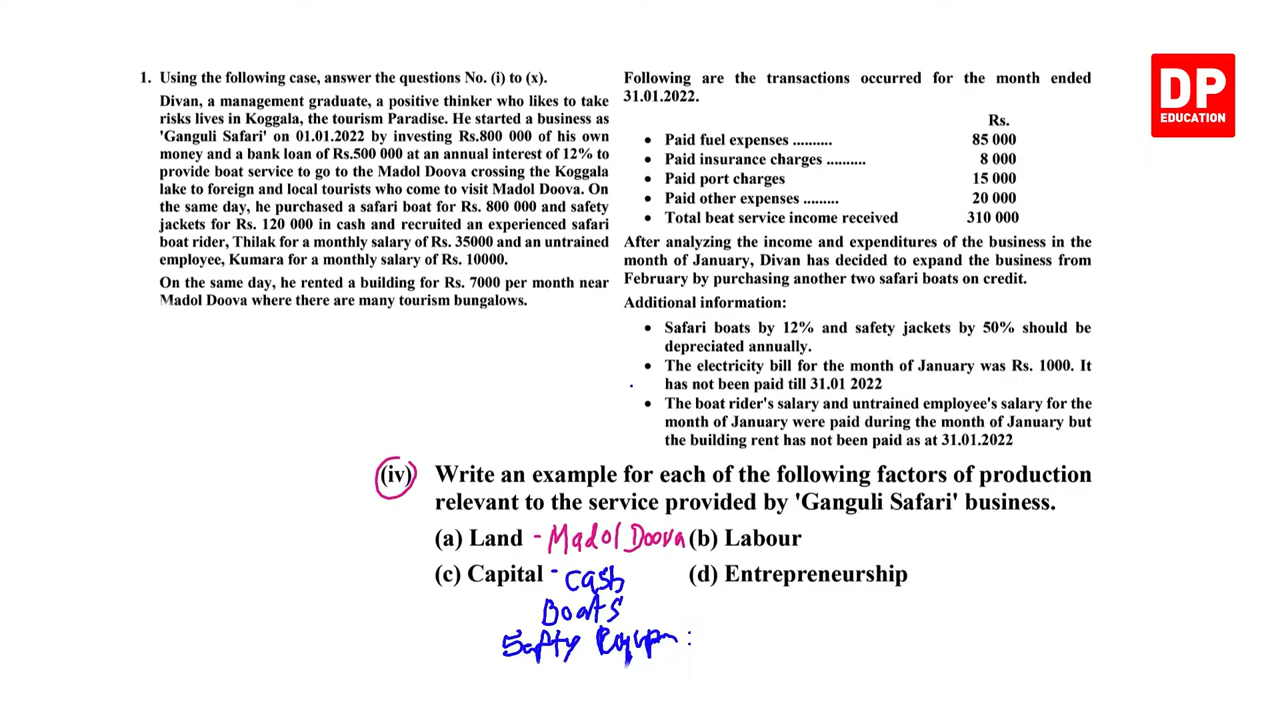 DP
EDUCATION
1. Using the following case, answer the questions No. (i) to (x).
Divan, a management graduate, a positive thinker who likes to take
risks lives in Koggala, the tourism Paradise. He started a business as
'Ganguli Safari' on 01.01.2022 by investing Rs.800 000 of his own
money and a bank loan of Rs.500 000 at an annual interest of 12% to
provide boat service to go to the Madol Doova crossing the Koggala
lake to foreign and local tourists who come to visit Madol Doova. On
the same day, he purchased a safari boat for Rs. 800 000 and safety
jackets for Rs. 120 000 in cash and recruited an experienced safari
boat rider, Thilak for a monthly salary of Rs. 35000 and an untrained
employee, Kumara for a monthly salary of Rs. 10000.
On the same day, he rented a building for Rs. 7000 per month near
Madol Doova where there are many tourism bungalows.
Following are the transactions occurred for the month ended
31.01.2022.
Rs.
• Paid fuel expenses .......... 85 000
• Paid insurance charges .......... 8 000
• Paid port charges 15 000
• Paid other expenses ......... 20 000
• Total beat service income received 310 000
After analyzing the income and expenditures of the business in the
month of January, Divan has decided to expand the business from
February by purchasing another two safari boats on credit.
Additional information:
• Safari boats by 12% and safety jackets by 50% should be
depreciated annually.
• The electricity bill for the month of January was Rs. 1000. It
has not been paid till 31.01 2022
• The boat rider's salary and untrained employee's salary for the
month of January were paid during the month of January but
the building rent has not been paid as at 31.01.2022
(iv) Write an example for each of the following factors of production
relevant to the service provided by 'Ganguli Safari' business.
(a) Land - Madol Doova (b) Labour
(c) Capital - cash (d) Entrepreneurship
Boats
Safty